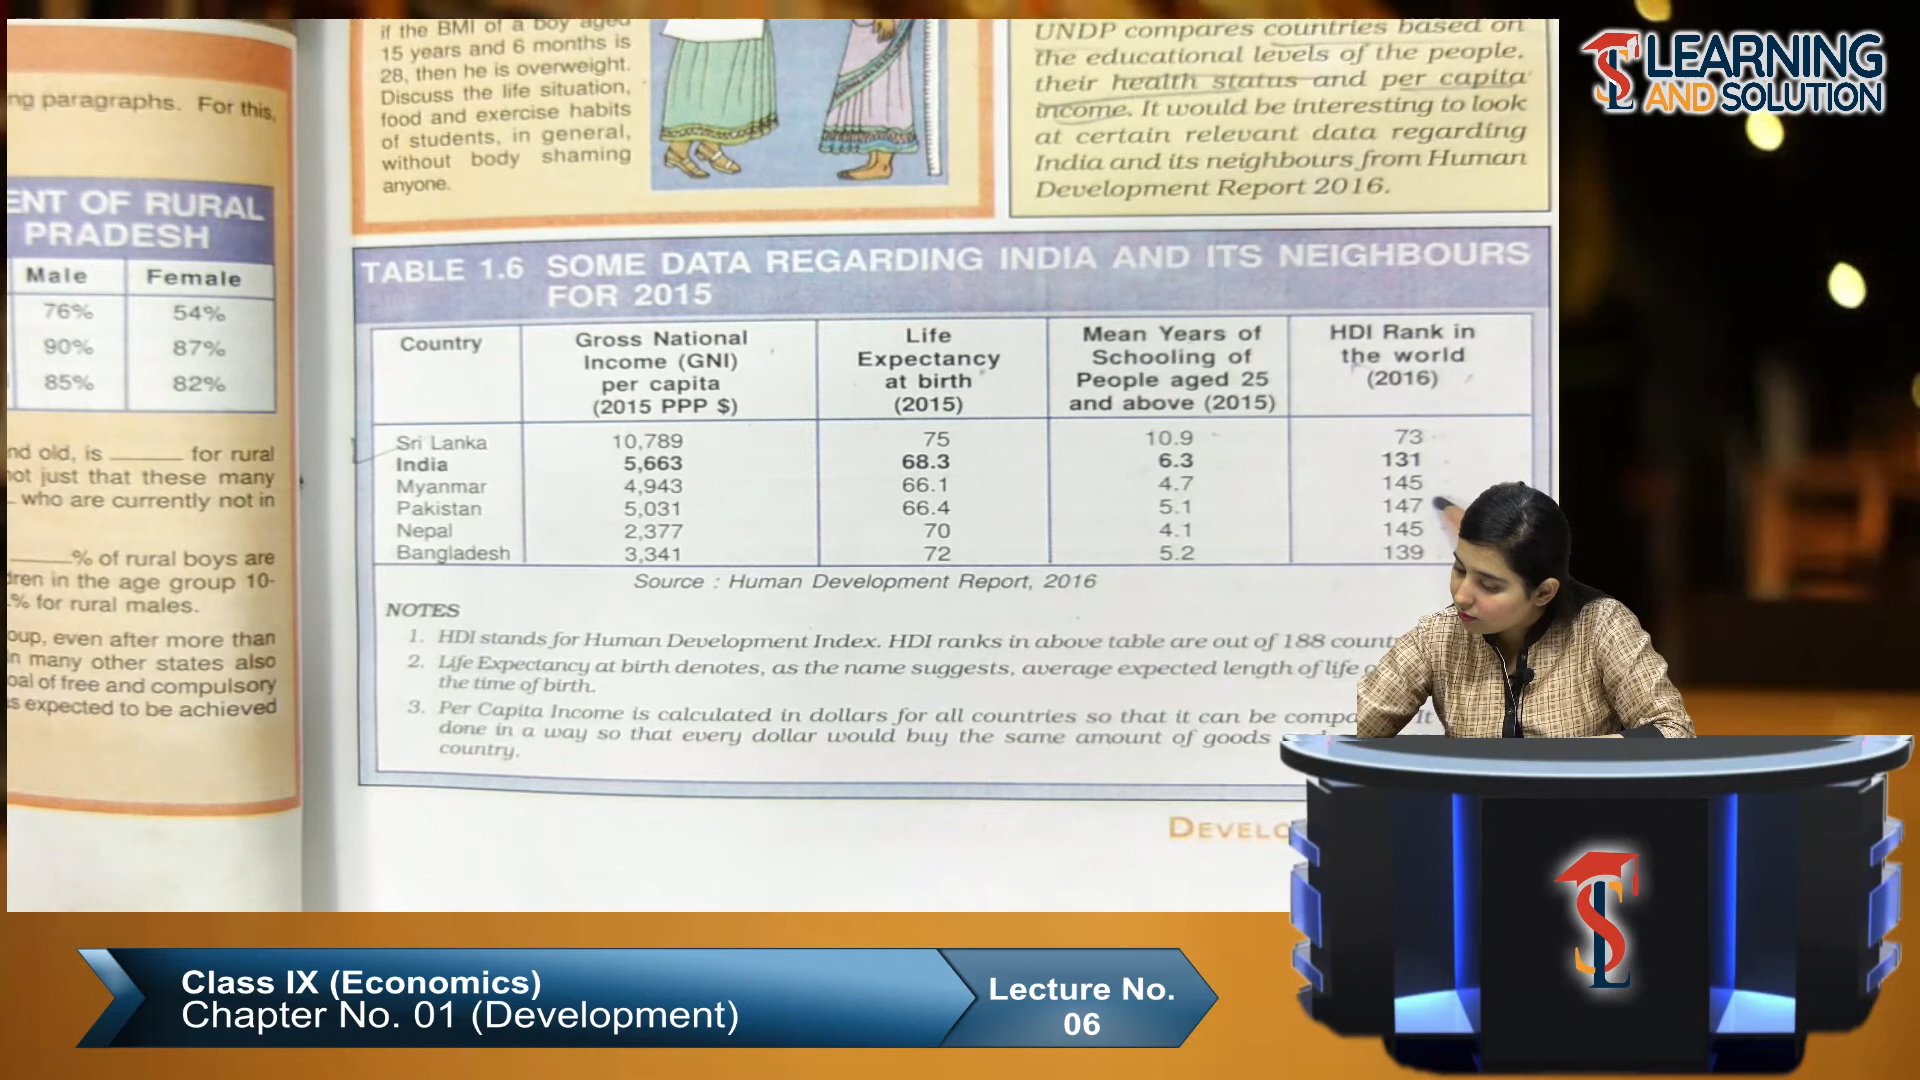 ng paragraphs. For this,
ENT OF RURAL
PRADESH
Male Female
76% 54%
90% 87%
85% 82%
nd old, is ______ for rural
not just that these many
who are currently not in
_____% of rural boys are
dren in the age group 10-
% for rural males.
oup, even after more than
in many other states also
oal of free and compulsory
s expected to be achieved
if the BMI of a boy aged
15 years and 6 months is
28, then he is overweight.
Discuss the life situation,
food and exercise habits
of students, in general,
without body shaming
anyone.
UNDP compares countries based on
the educational levels of the people,
their health status and per capita
income. It would be interesting to look
at certain relevant data regarding
India and its neighbours from Human
Development Report 2016.
TABLE 1.6 SOME DATA REGARDING INDIA AND ITS NEIGHBOURS
FOR 2015
Country Gross National Income (GNI) per capita (2015 PPP $) Life Expectancy at birth (2015) Mean Years of Schooling of People aged 25 and above (2015) HDI Rank in the world (2016)
Sri Lanka 10,789 75 10.9 73
India 5,663 68.3 6.3 131
Myanmar 4,943 66.1 4.7 145
Pakistan 5,031 66.4 5.1 147
Nepal 2,377 70 4.1 145
Bangladesh 3,341 72 5.2 139
Source : Human Development Report, 2016
NOTES
1. HDI stands for Human Development Index. HDI ranks in above table are out of 188 count
2. Life Expectancy at birth denotes, as the name suggests, average expected length of life
the time of birth.
3. Per Capita Income is calculated in dollars for all countries so that it can be compa It
done in a way so that every dollar would buy the same amount of goods
country.
DEVELO
LEARNING
AND SOLUTION
Class IX (Economics)
Chapter No. 01 (Development)
Lecture No.
06